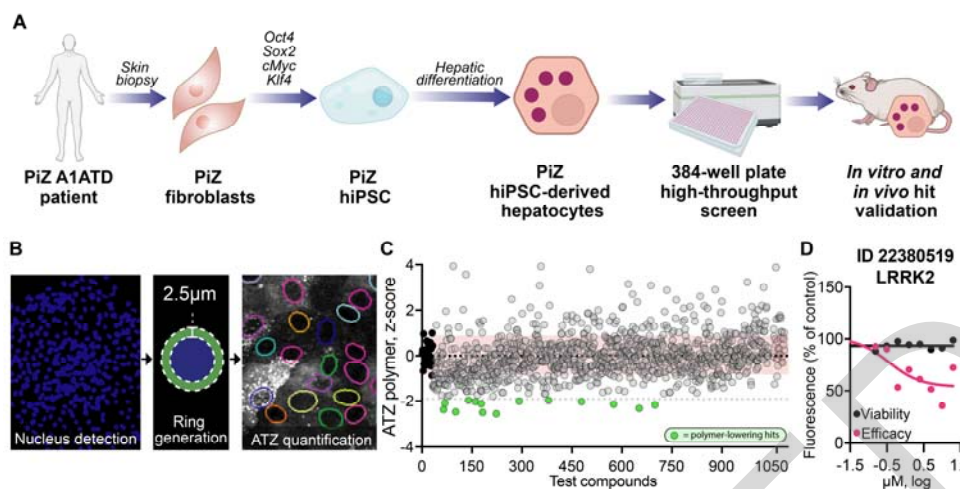 A
Skin
biopsy
Oct4
Sox2
cMyc
Klf4
Hepatic
differentiation
PiZ A1ATD
patient
PiZ
fibroblasts
PiZ
hiPSC
PiZ
hiPSC-derived
hepatocytes
384-well plate
high-throughput
screen
In vitro and
in vivo hit
validation
B
2.5µm
Nucleus detection
Ring
generation
ATZ quantification
C
ATZ polymer, z-score
4
2
0
-2
-4
0 150 300 450 600 750 900 1050
Test compounds
= polymer-lowering hits
D
ID 22380519
LRRK2
Fluorescence (% of control)
150
100
50
0
Viability
Efficacy
-1.5 -0.5 0.5 1.
µM, log